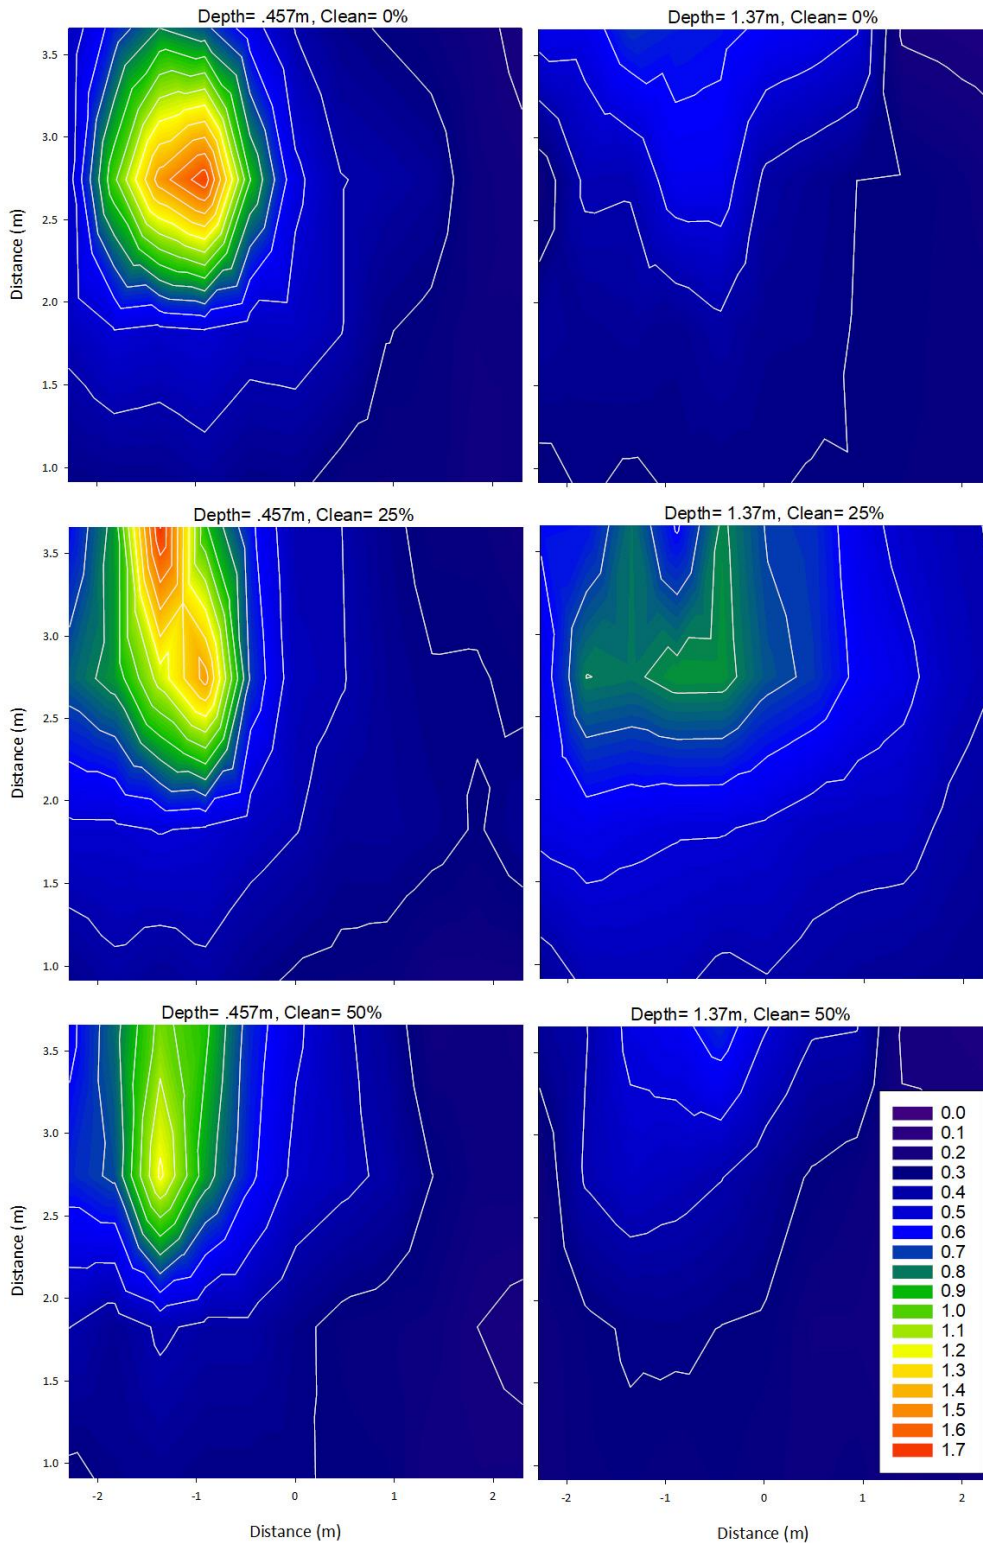 Depth= .457m, Clean= 0%
Depth= 1.37m, Clean= 0%
3.5
3.0
2.5
2.0
1.5
1.0
Distance (m)
Depth= .457m, Clean= 25%
Depth= 1.37m, Clean= 25%
3.5
3.0
2.5
2.0
1.5
1.0
Distance (m)
Depth= .457m, Clean= 50%
Depth= 1.37m, Clean= 50%
3.5
3.0
2.5
2.0
1.5
1.0
Distance (m)
0.0
0.1
0.2
0.3
0.4
0.5
0.6
0.7
0.8
0.9
1.0
1.1
1.2
1.3
1.4
1.5
1.6
1.7
-2 -1 0 1 2
-2 -1 0 1 2
Distance (m)
Distance (m)